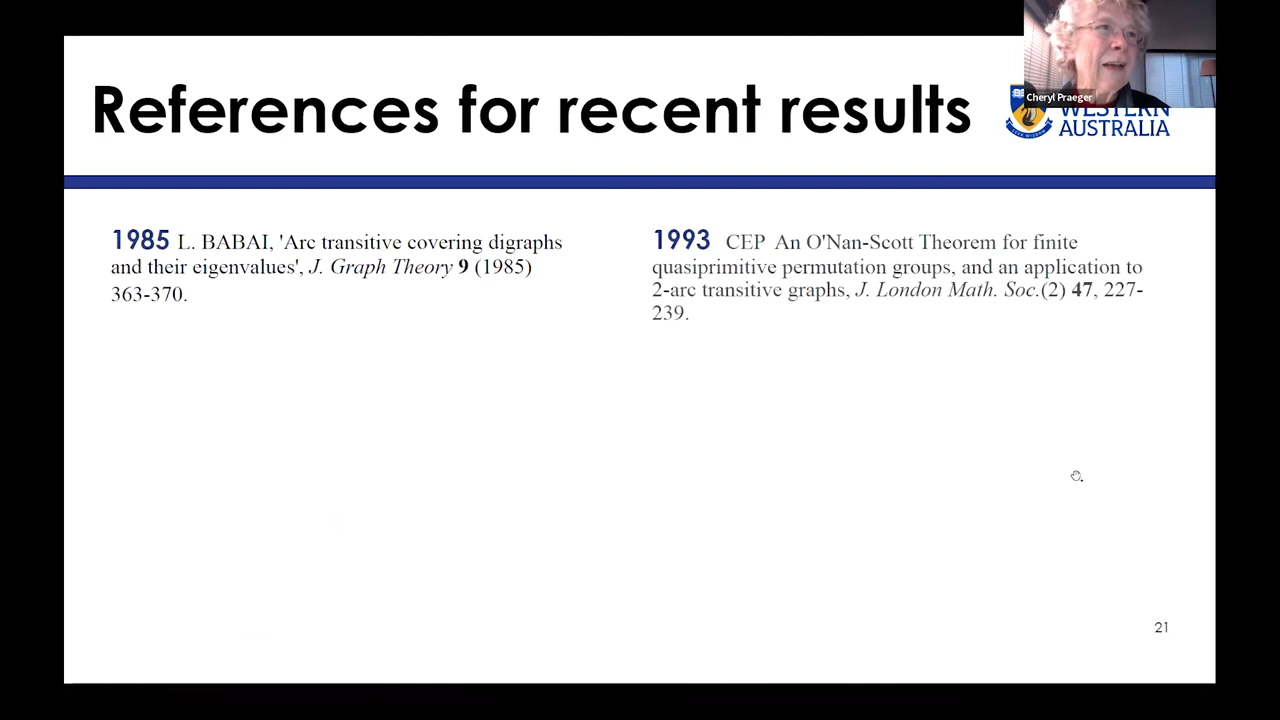 References for recent results
Cheryl Praeger
WESTERN
AUSTRALIA
1985 L. BABAI, 'Arc transitive covering digraphs
and their eigenvalues', J. Graph Theory 9 (1985)
363-370.
1993 CEP An O'Nan-Scott Theorem for finite
quasiprimitive permutation groups, and an application to
2-arc transitive graphs, J. London Math. Soc.(2) 47, 227-
239.
21